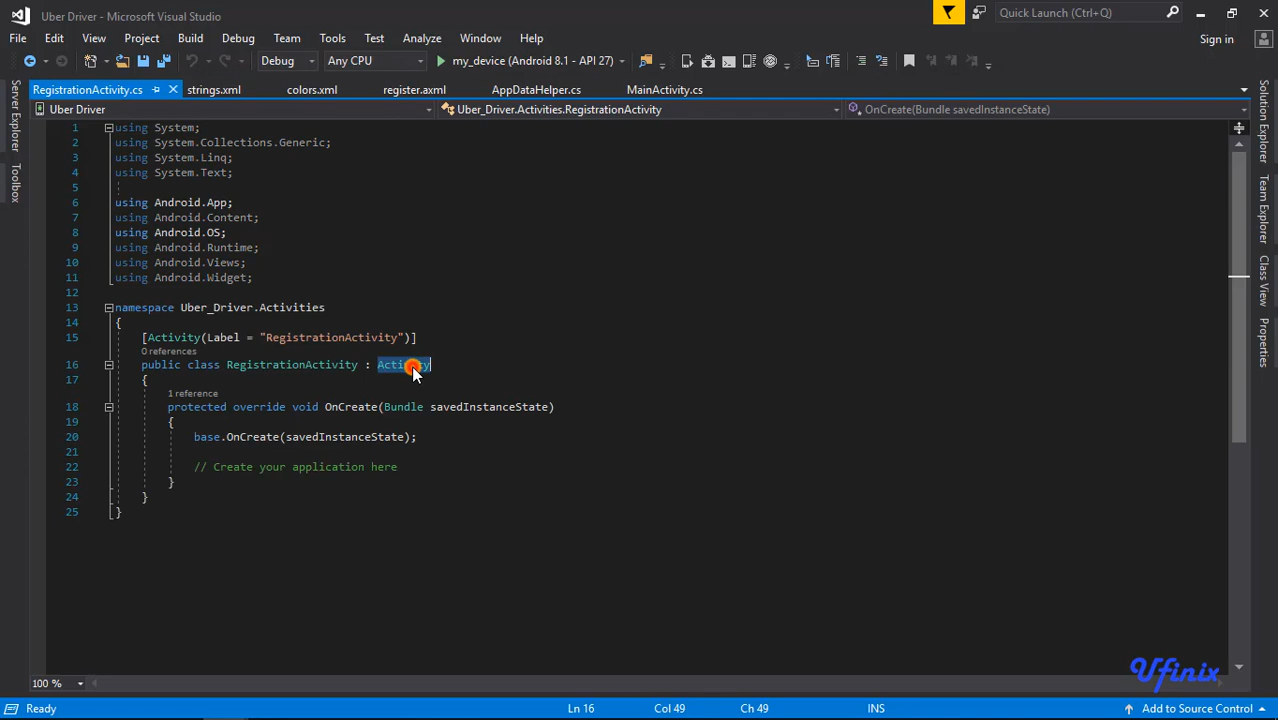 Uber Driver - Microsoft Visual Studio
Quick Launch (Ctrl+Q)
File Edit View Project Build Debug Team Tools Test Analyze Window Help
Sign in
Debug Any CPU my_device (Android 8.1 - API 27)
RegistrationActivity.cs strings.xml colors.xml register.axml AppDataHelper.cs MainActivity.cs
Uber Driver Uber_Driver.Activities.RegistrationActivity OnCreate(Bundle savedInstanceState)
Server Explorer
Toolbox
1 using System;
2 using System.Collections.Generic;
3 using System.Linq;
4 using System.Text;
5
6 using Android.App;
7 using Android.Content;
8 using Android.OS;
9 using Android.Runtime;
10 using Android.Views;
11 using Android.Widget;
12
13 namespace Uber_Driver.Activities
14 {
15 [Activity(Label = "RegistrationActivity")]
0 references
16 public class RegistrationActivity : Activity
17 {
1 reference
18 protected override void OnCreate(Bundle savedInstanceState)
19 {
20 base.OnCreate(savedInstanceState);
21
22 // Create your application here
23 }
24 }
25 }
Solution Explorer
Team Explorer
Class View
Properties
Ufinix
100 %
Ready Ln 16 Col 49 Ch 49 INS Add to Source Control